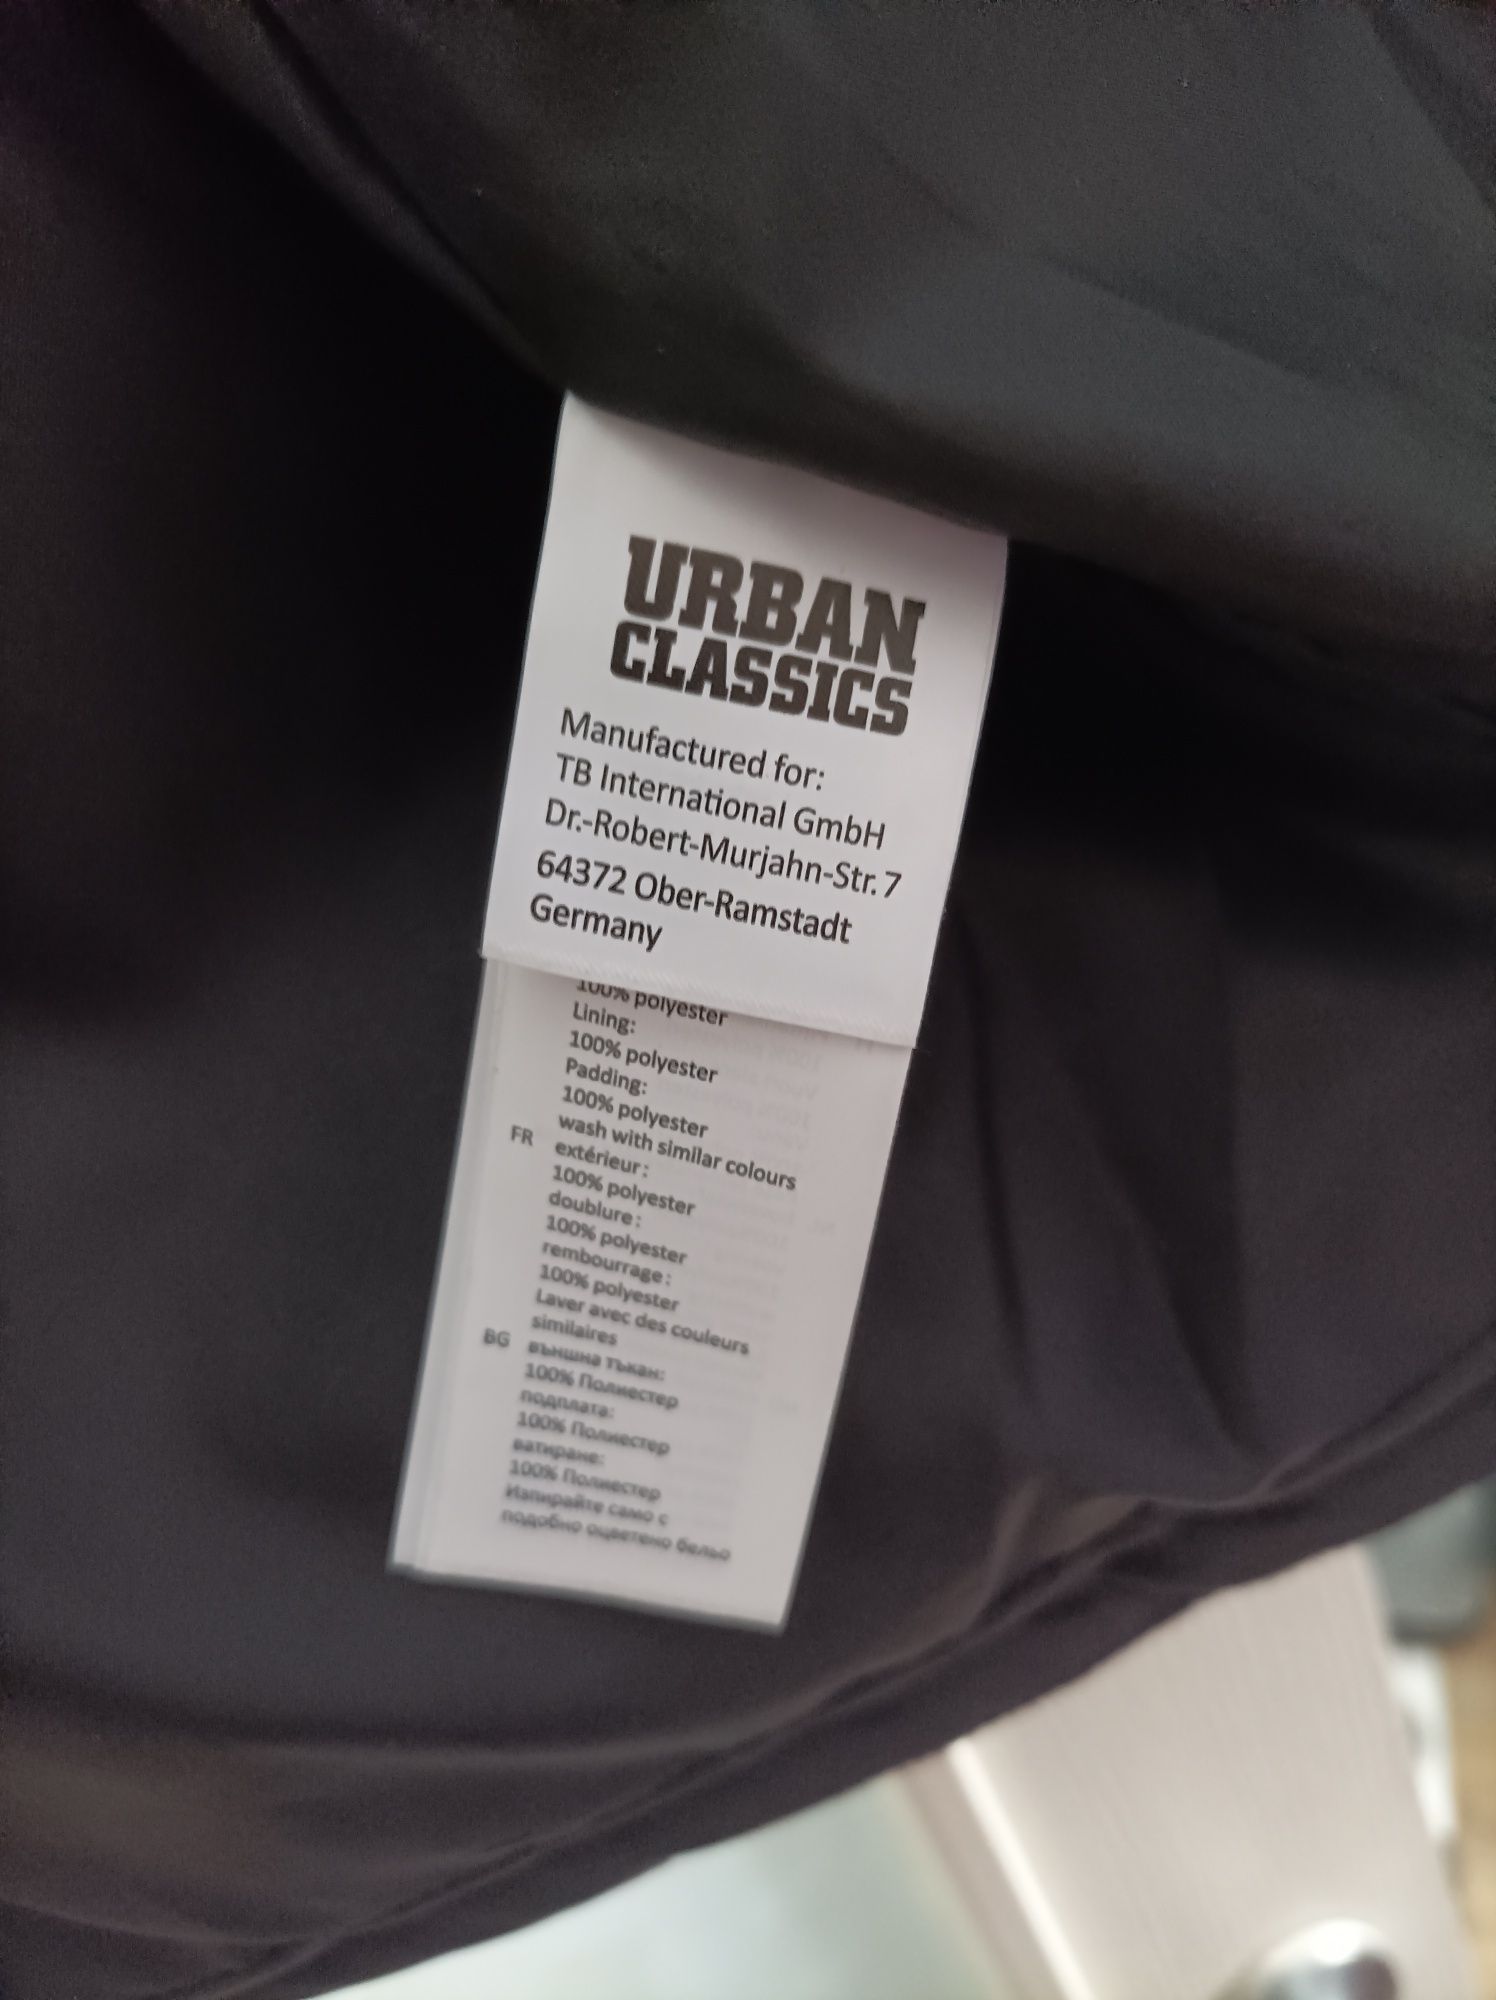 URBAN
CLASSICS
Manufactured for:
TB International GmbH
Dr.-Robert-Murjahn-Str. 7
64372 Ober-Ramstadt
Germany
100% polyester
Lining:
100% polyester
Padding:
100% polyester
wash with similar colours
FR extérieur :
100% polyester
doublure :
100% polyester
rembourrage :
100% polyester
Laver avec des couleurs
similaires
BG външна тъкан:
100% Полиестер
подплата:
100% Полиестер
ватиране:
100% Полиестер
Изпирайте само с
подобно оцветено бельо